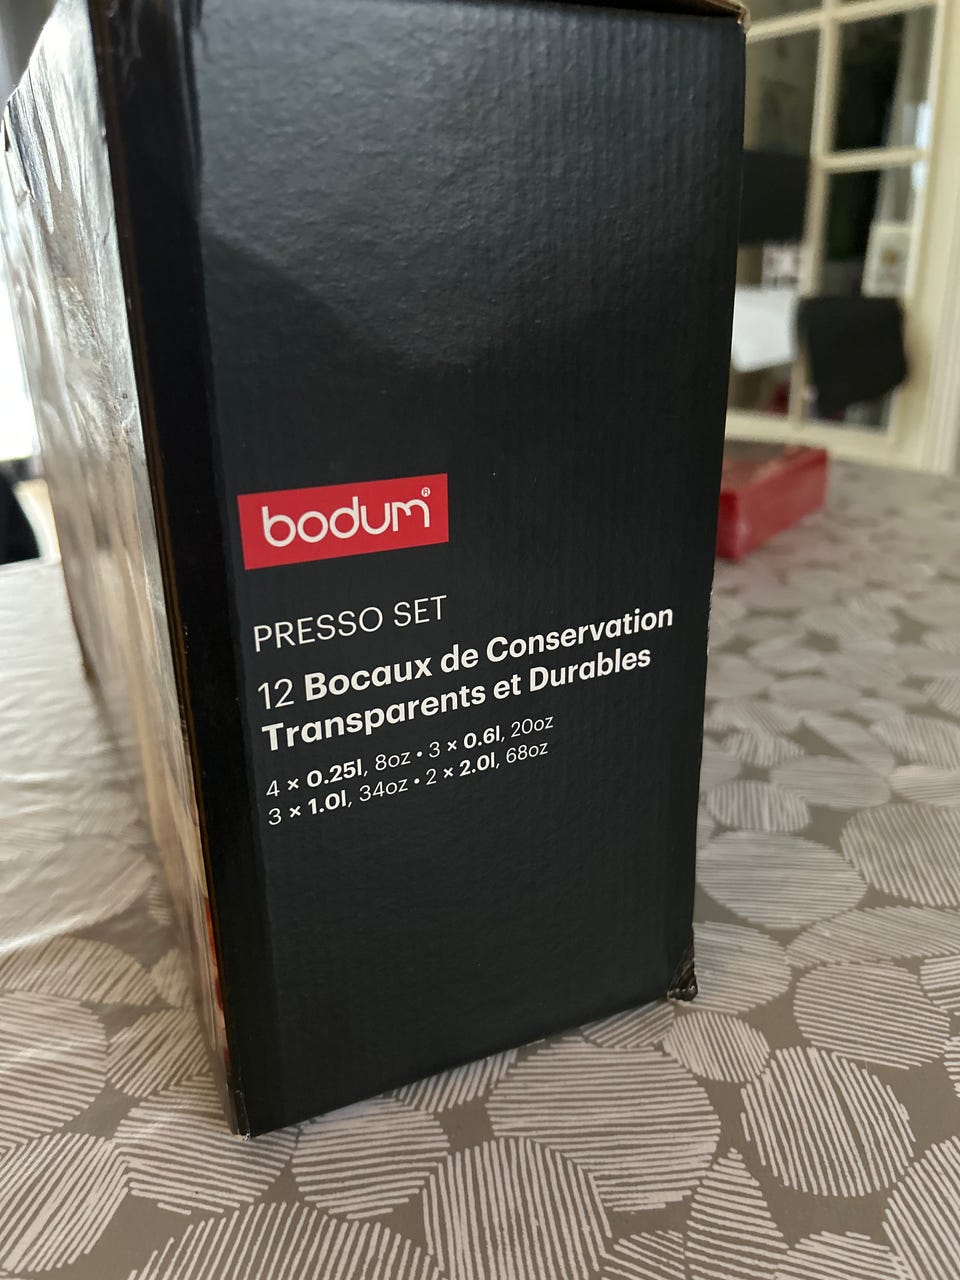 bodum®
PRESSO SET
12 Bocaux de Conservation
Transparents et Durables
4 × 0.25l, 8oz • 3 × 0.6l, 20oz
3 × 1.0l, 34oz • 2 × 2.0l, 68oz